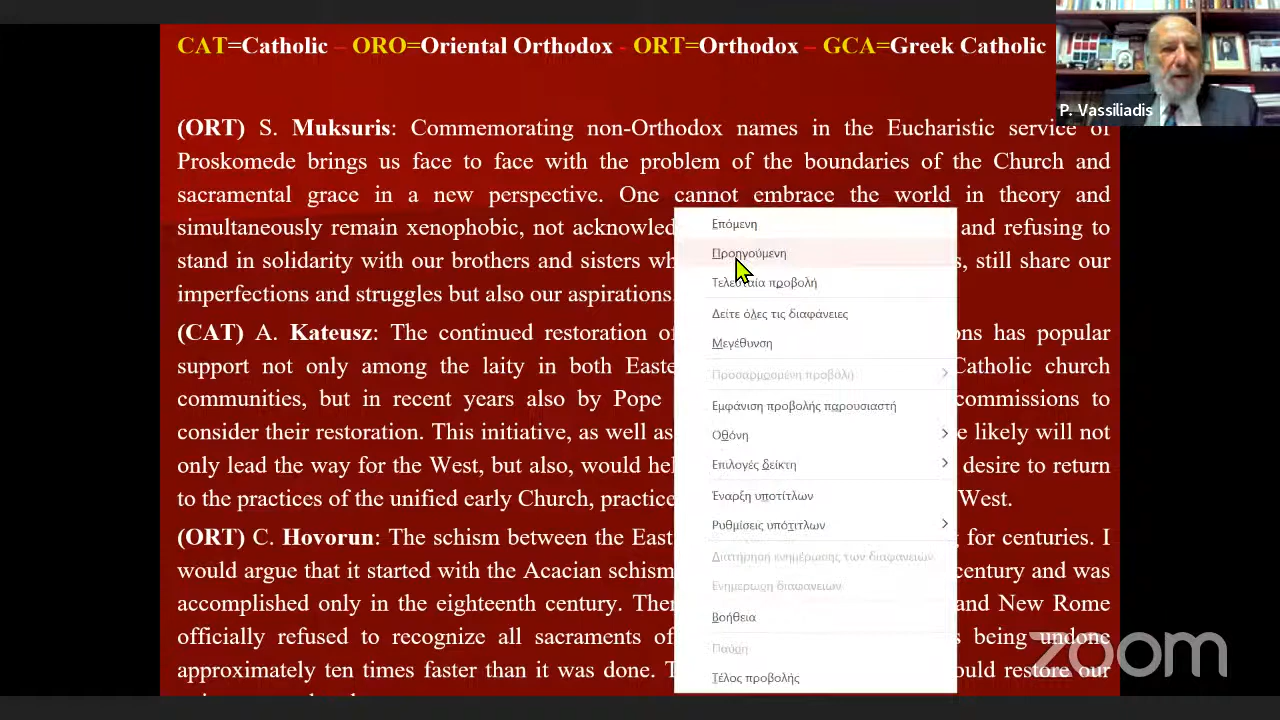 CAT=Catholic – ORO=Oriental Orthodox - ORT=Orthodox – GCA=Greek Catholic
P. Vassiliadis
(ORT) S. Muksuris: Commemorating non-Orthodox names in the Eucharistic service of
Proskomede brings us face to face with the problem of the boundaries of the Church and
sacramental grace in a new perspective. One cannot embrace the world in theory and
simultaneously remain xenophobic, not acknowled and refusing to
stand in solidarity with our brothers and sisters wh s, still share our
imperfections and struggles but also our aspirations.
(CAT) A. Kateusz: The continued restoration of ons has popular
support not only among the laity in both Easte Catholic church
communities, but in recent years also by Pope commissions to
consider their restoration. This initiative, as well as e likely will not
only lead the way for the West, but also, would hel desire to return
to the practices of the unified early Church, practice West.
(ORT) C. Hovorun: The schism between the East g for centuries. I
would argue that it started with the Acacian schism century and was
accomplished only in the eighteenth century. Ther and New Rome
officially refused to recognize all sacraments of s being undone
approximately ten times faster than it was done. T ould restore our
Επόμενη
Προηγούμενη
Τελευταία προβολή
Δείτε όλες τις διαφάνειες
Μεγέθυνση
Προσαρμοσμένη προβολή
Εμφάνιση προβολής παρουσιαστή
Οθόνη
Επιλογές δείκτη
Έναρξη υποτίτλων
Ρυθμίσεις υπότιτλων
Διατήρηση ενημέρωσης των διαφανειών
Ενημέρωση διαφανειών
Βοήθεια
Παύση
Τέλος προβολής
zoom